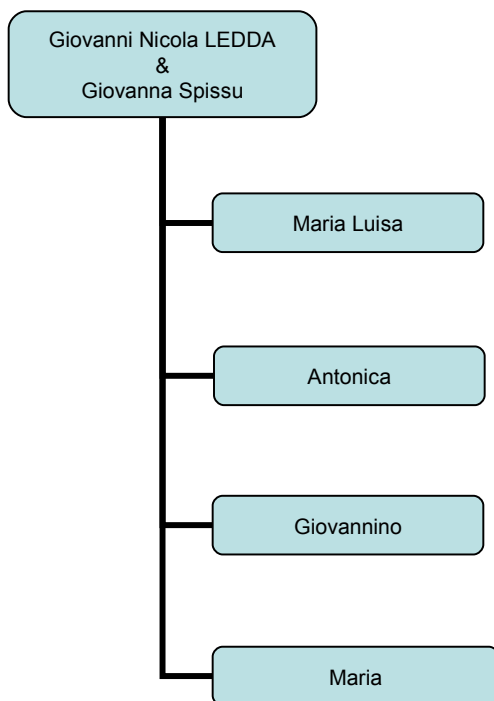 Giovanni Nicola LEDDA
&
Giovanna Spissu
Maria Luisa
Antonica
Giovannino
Maria